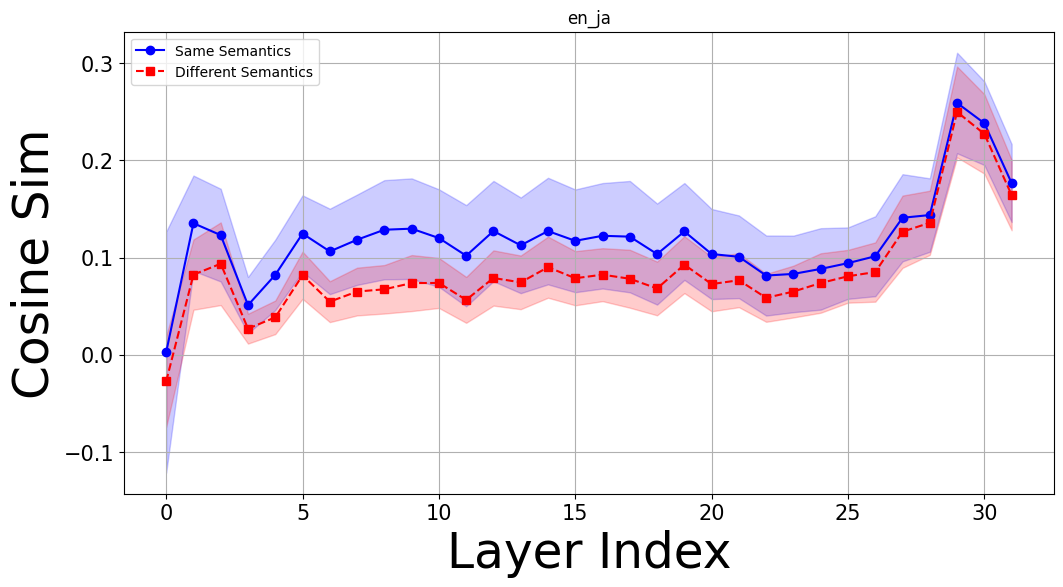 en_ja
Same Semantics
Different Semantics
Cosine Sim
0.3
0.2
0.1
0.0
−0.1
0 5 10 15 20 25 30
Layer Index